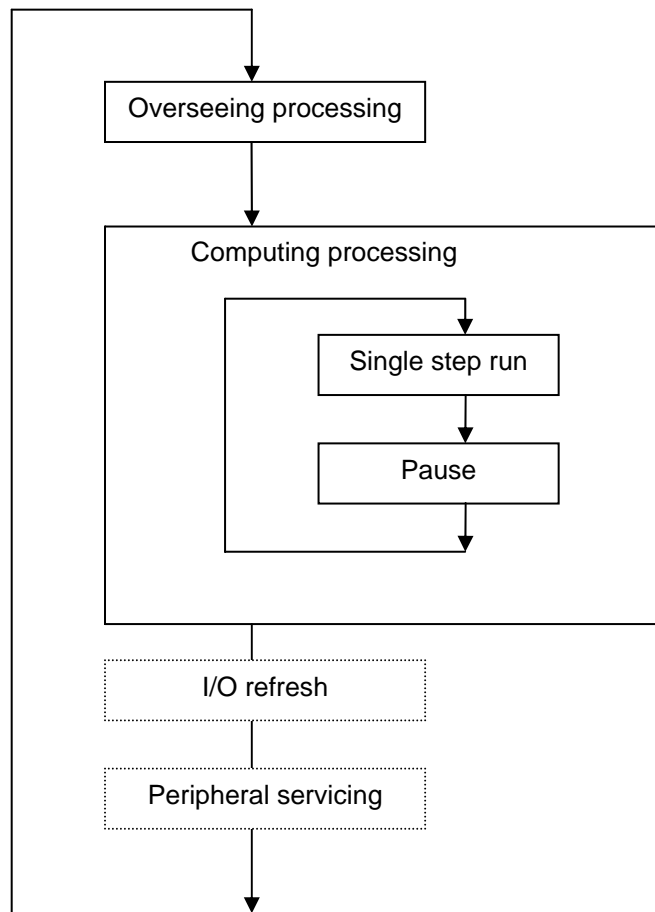 Overseeing processing
Computing processing
Single step run
Pause
I/O refresh
Peripheral servicing